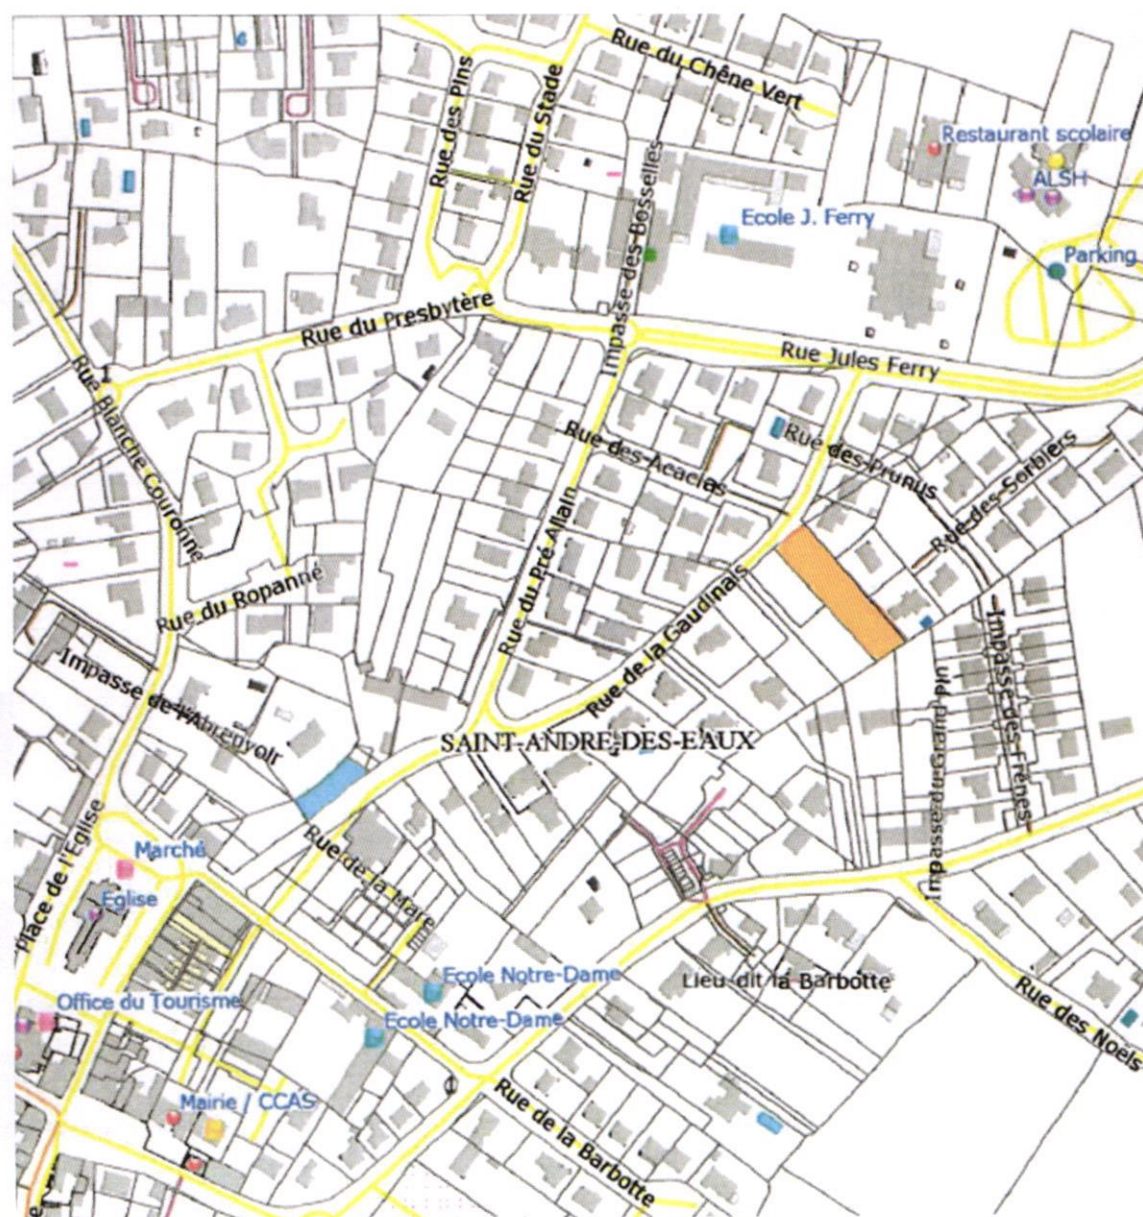 Rue du Chêne Vert
Rue des Pins
Rue du Stade
Restaurant scolaire
ALSH
Impasse des Bosselles
Ecole J. Ferry
Parking
Rue du Presbytère
Rue Jules Ferry
Rue Blanche Couronne
Rue des Acacias
Rue des Prunus
Rue des Sorbiers
Rue du Pré Allain
Rue du Ropanné
Rue de la Gaudinais
Impasse de l'Abreuvoir
Impasse du Grand Pin
Impasse des Frênes
SAINT-ANDRE-DES-EAUX
Rue de la Mare
Marché
Place de l'Eglise
Eglise
Ecole Notre-Dame
Lieu-dit la Barbotte
Office du Tourisme
Ecole Notre-Dame
Rue des Noëls
Mairie / CCAS
Rue de la Barbotte